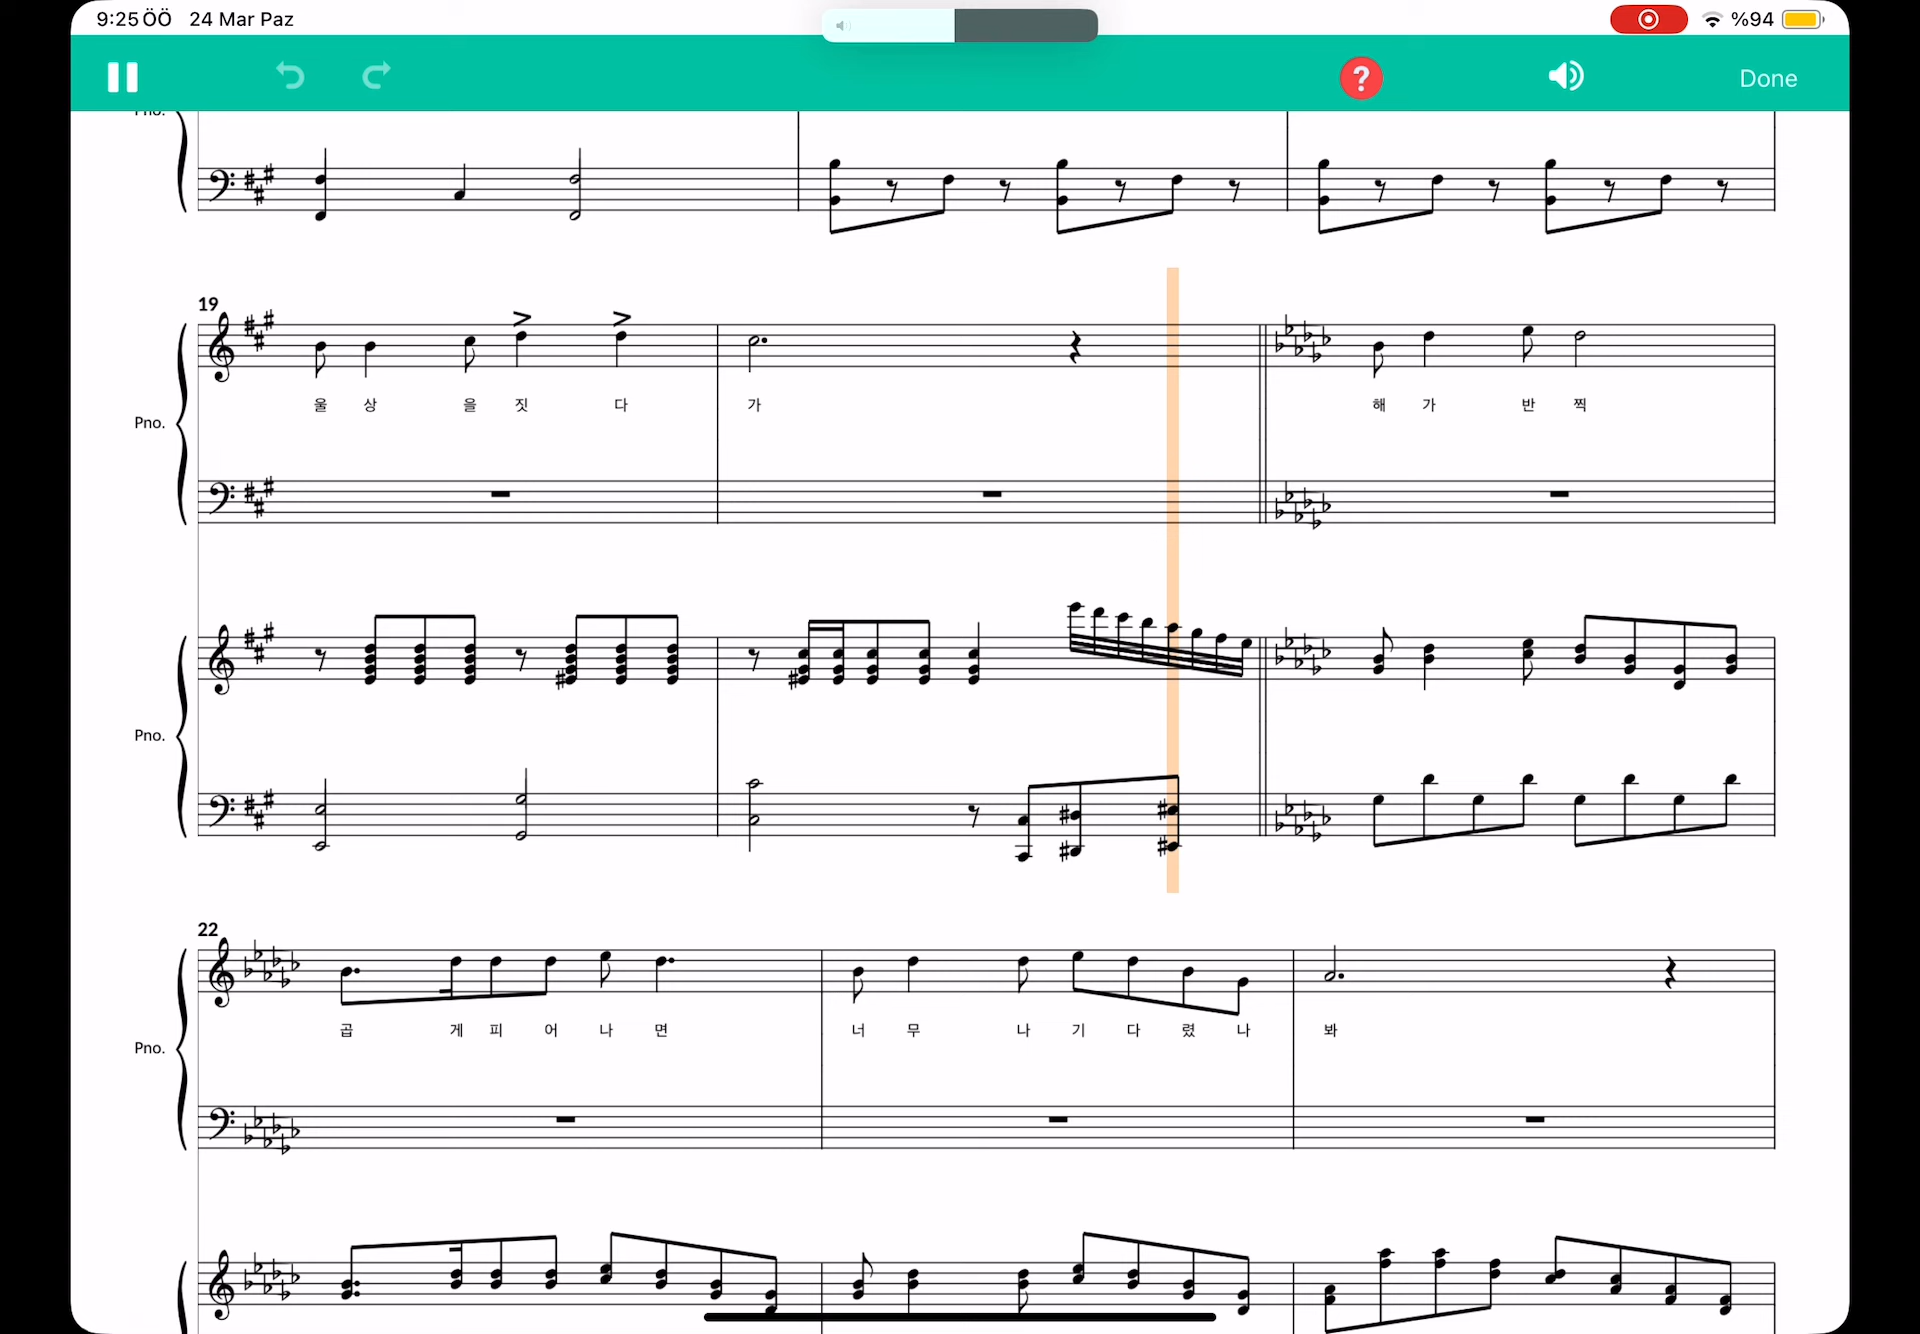 9:25 ÖÖ 24 Mar Paz %94
? Done
Pno.
19
울 상 을 짓 다 가 해 가 반 짝
Pno.
Pno.
22
곱 게 피 어 나 면 너 무 나 기 다 렸 나 봐
Pno.